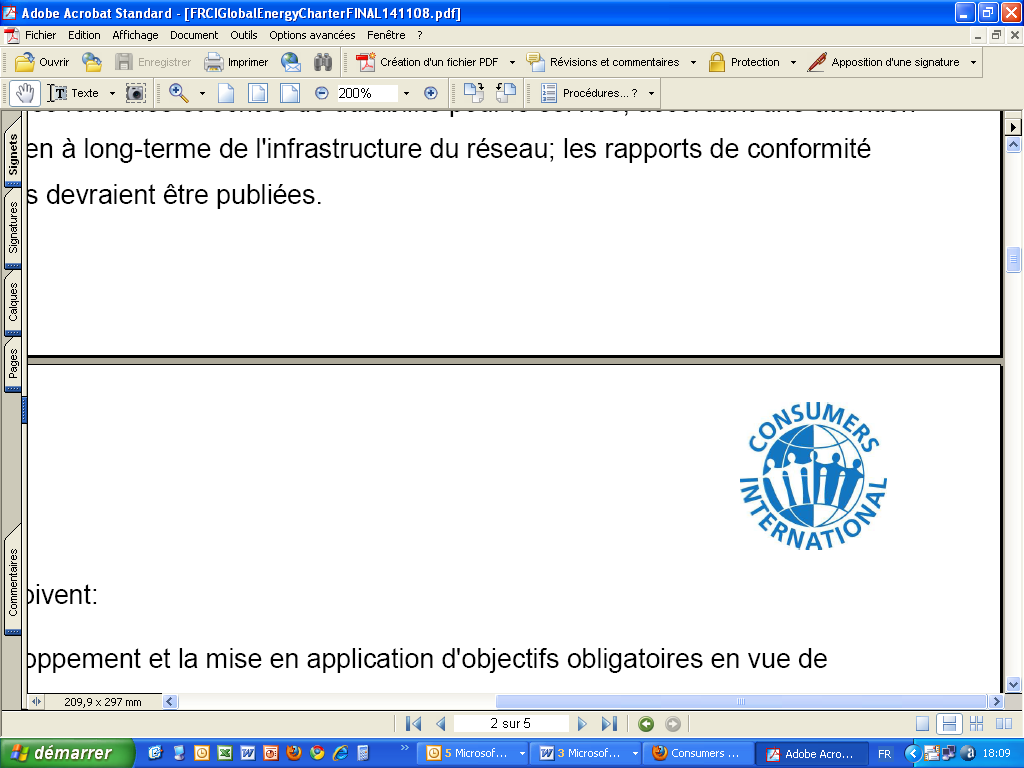 Adobe Acrobat Standard - [FRCIGlobalEnergyCharterFINAL141108.pdf]
Fichier Edition Affichage Document Outils Options avancées Fenêtre ?
Ouvrir Enregistrer Imprimer Création d'un fichier PDF Révisions et commentaires Protection Apposition d'une signature
Texte 200% Procédures... ?
en à long-terme de l'infrastructure du réseau; les rapports de conformité
s devraient être publiées.
Signets
Signatures
Calques
Pages
Commentaires
CONSUMERS
INTERNATIONAL
oivent:
oppement et la mise en application d'objectifs obligatoires en vue de
209,9 x 297 mm
2 sur 5
démarrer 5 Microsof... 3 Microsof... Consumers ... Adobe Acro... FR 18:09